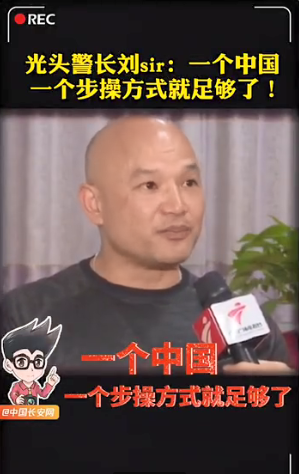 REC
光头警长刘sir：一个中国
一个步操方式就足够了！
一个中国
一个步操方式就足够了
@中国长安网